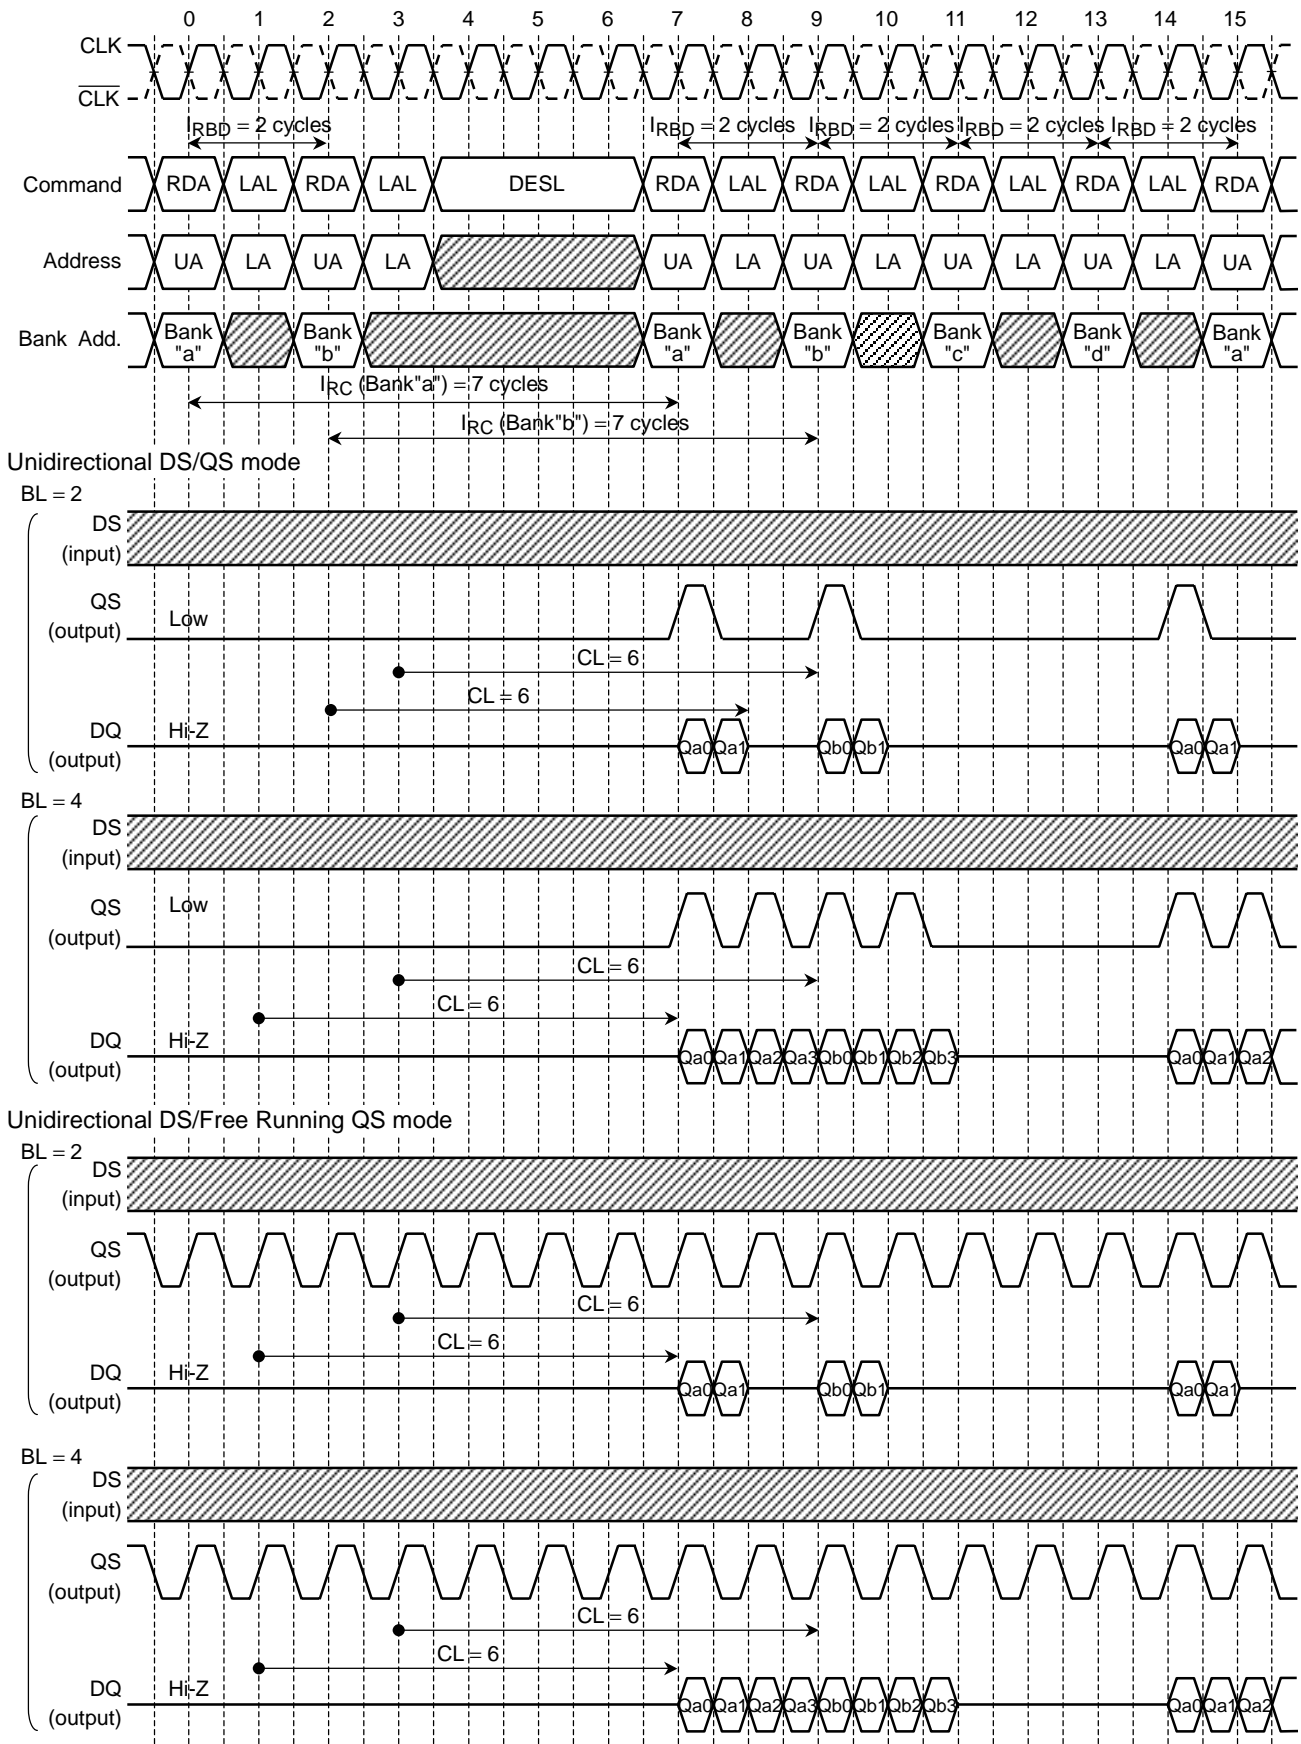 0 1 2 3 4 5 6 7 8 9 10 11 12 13 14 15
CLK
CLK
IRBD = 2 cycles IRBD = 2 cycles IRBD = 2 cycles IRBD = 2 cycles IRBD = 2 cycles
Command RDA LAL RDA LAL DESL RDA LAL RDA LAL RDA LAL RDA LAL RDA
Address UA LA UA LA UA LA UA LA UA LA UA LA UA
Bank Add. Bank "a" Bank "b" Bank "a" Bank "b" Bank "c" Bank "d" Bank "a"
IRC (Bank"a") = 7 cycles
IRC (Bank"b") = 7 cycles
Unidirectional DS/QS mode
BL = 2
DS
(input)
QS
(output) Low
CL = 6
CL = 6
DQ Hi-Z
(output) Qa0 Qa1 Qb0 Qb1 Qa0 Qa1
BL = 4
DS
(input)
QS Low
(output)
CL = 6
CL = 6
DQ Hi-Z
(output) Qa0 Qa1 Qa2 Qa3 Qb0 Qb1 Qb2 Qb3 Qa0 Qa1 Qa2
Unidirectional DS/Free Running QS mode
BL = 2
DS
(input)
QS
(output)
CL = 6
CL = 6
DQ Hi-Z
(output) Qa0 Qa1 Qb0 Qb1 Qa0 Qa1
BL = 4
DS
(input)
QS
(output)
CL = 6
CL = 6
DQ Hi-Z
(output) Qa0 Qa1 Qa2 Qa3 Qb0 Qb1 Qb2 Qb3 Qa0 Qa1 Qa2